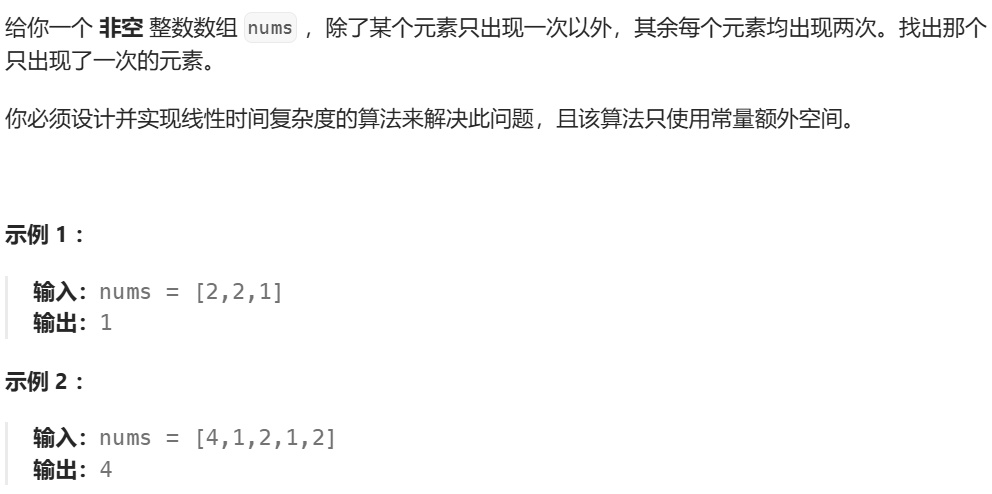 给你一个 非空 整数数组 nums ，除了某个元素只出现一次以外，其余每个元素均出现两次。找出那个
只出现了一次的元素。
你必须设计并实现线性时间复杂度的算法来解决此问题，且该算法只使用常量额外空间。
示例 1 ：
输入：nums = [2,2,1]
输出：1
示例 2 ：
输入：nums = [4,1,2,1,2]
输出：4